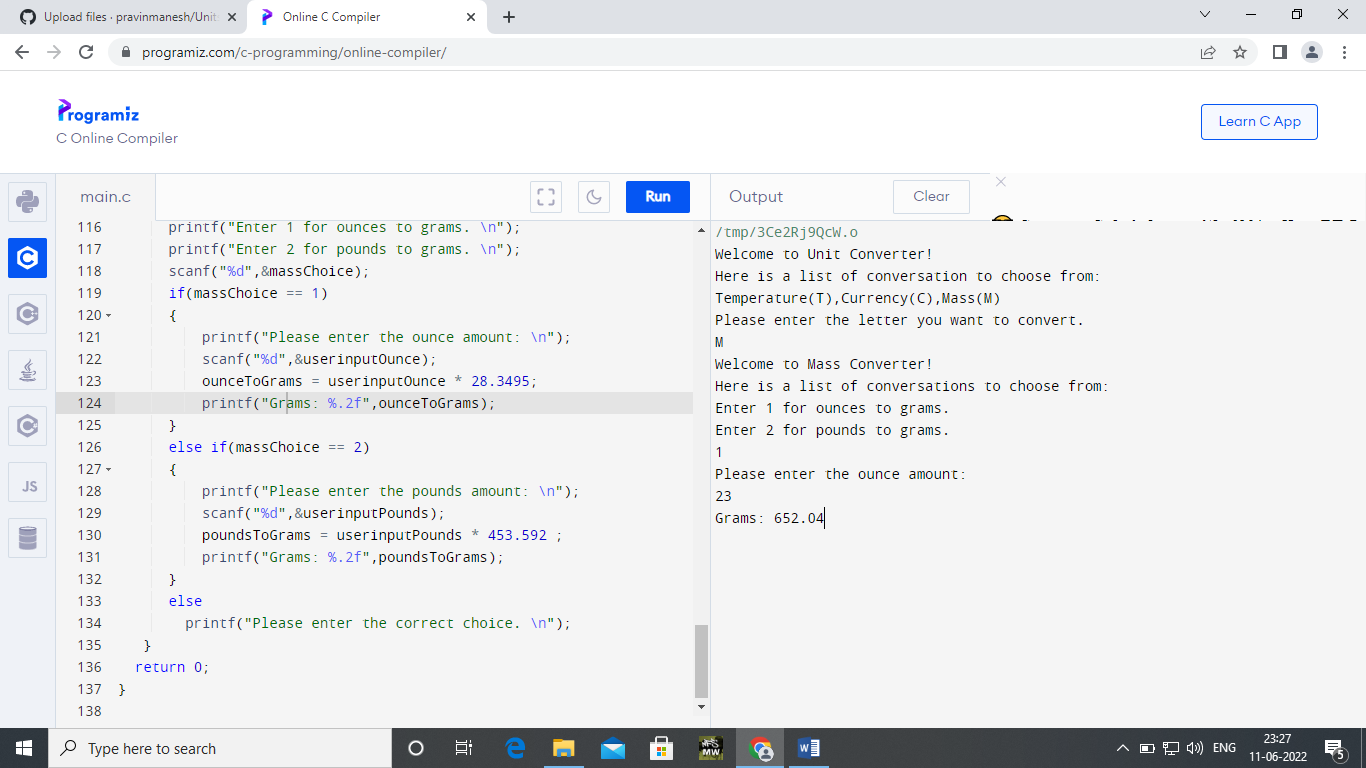 Upload files · pravinmanesh/Unit
Online C Compiler
programiz.com/c-programming/online-compiler/
Programiz
C Online Compiler
Learn C App
main.c
Run
Output
Clear
116 printf("Enter 1 for ounces to grams. \n");
117 printf("Enter 2 for pounds to grams. \n");
118 scanf("%d",&massChoice);
119 if(massChoice == 1)
120 {
121 printf("Please enter the ounce amount: \n");
122 scanf("%d",&userinputOunce);
123 ounceToGrams = userinputOunce * 28.3495;
124 printf("Grams: %.2f",ounceToGrams);
125 }
126 else if(massChoice == 2)
127 {
128 printf("Please enter the pounds amount: \n");
129 scanf("%d",&userinputPounds);
130 poundsToGrams = userinputPounds * 453.592 ;
131 printf("Grams: %.2f",poundsToGrams);
132 }
133 else
134 printf("Please enter the correct choice. \n");
135 }
136 return 0;
137 }
138
JS
/tmp/3Ce2Rj9QcW.o
Welcome to Unit Converter!
Here is a list of conversation to choose from:
Temperature(T),Currency(C),Mass(M)
Please enter the letter you want to convert.
M
Welcome to Mass Converter!
Here is a list of conversations to choose from:
Enter 1 for ounces to grams.
Enter 2 for pounds to grams.
1
Please enter the ounce amount:
23
Grams: 652.04
Type here to search
MW
ENG
23:27
11-06-2022
5